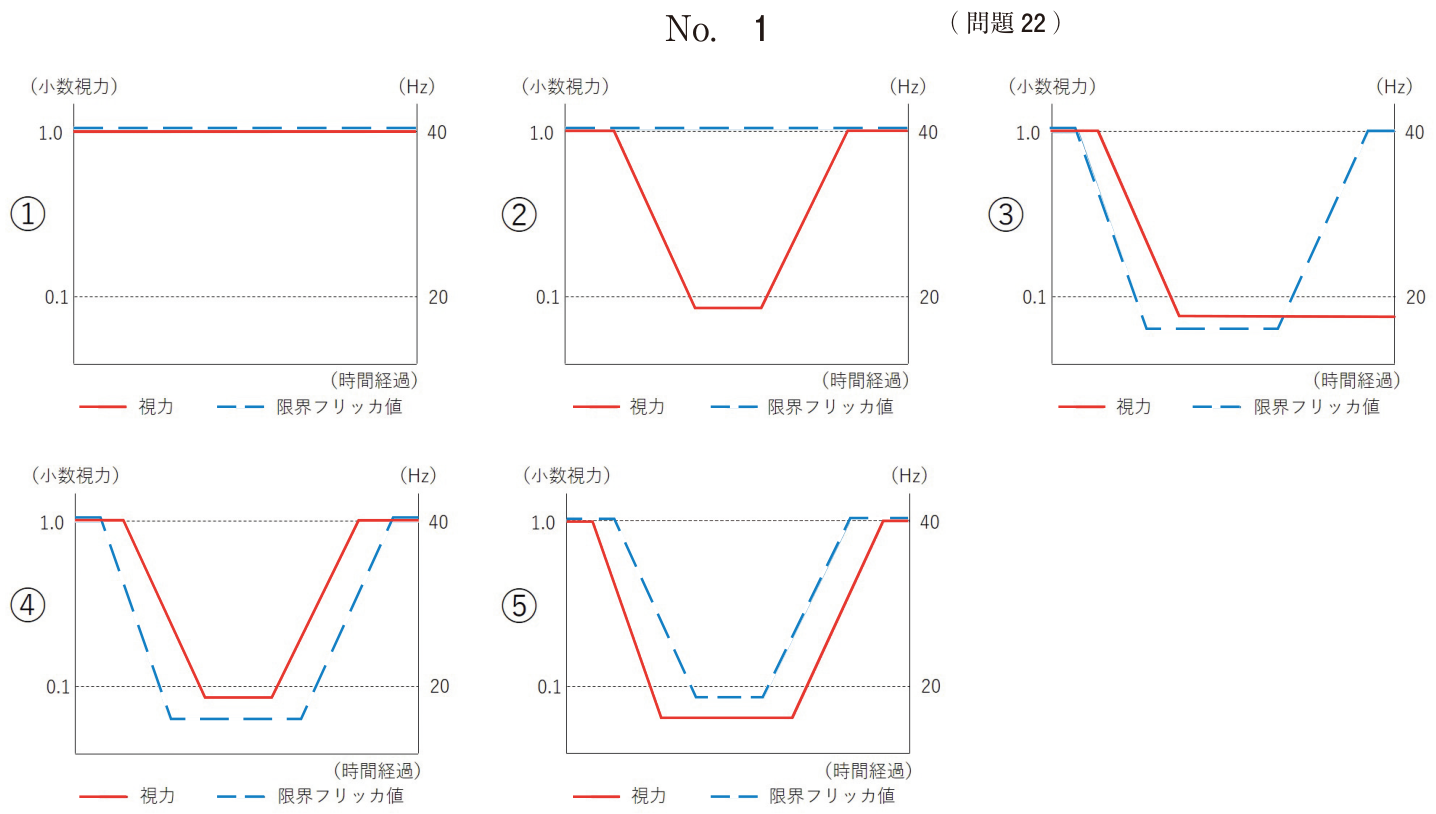 No. 1 （問題 22）
（小数視力） （Hz） （小数視力） （Hz） （小数視力） （Hz）
1.0 40 1.0 40 1.0 40
① ② ③
0.1 20 0.1 20 0.1 20
（時間経過） （時間経過） （時間経過）
視力 限界フリッカ値 視力 限界フリッカ値 視力 限界フリッカ値
（小数視力） （Hz） （小数視力） （Hz）
1.0 40 1.0 40
④ ⑤
0.1 20 0.1 20
（時間経過） （時間経過）
視力 限界フリッカ値 視力 限界フリッカ値